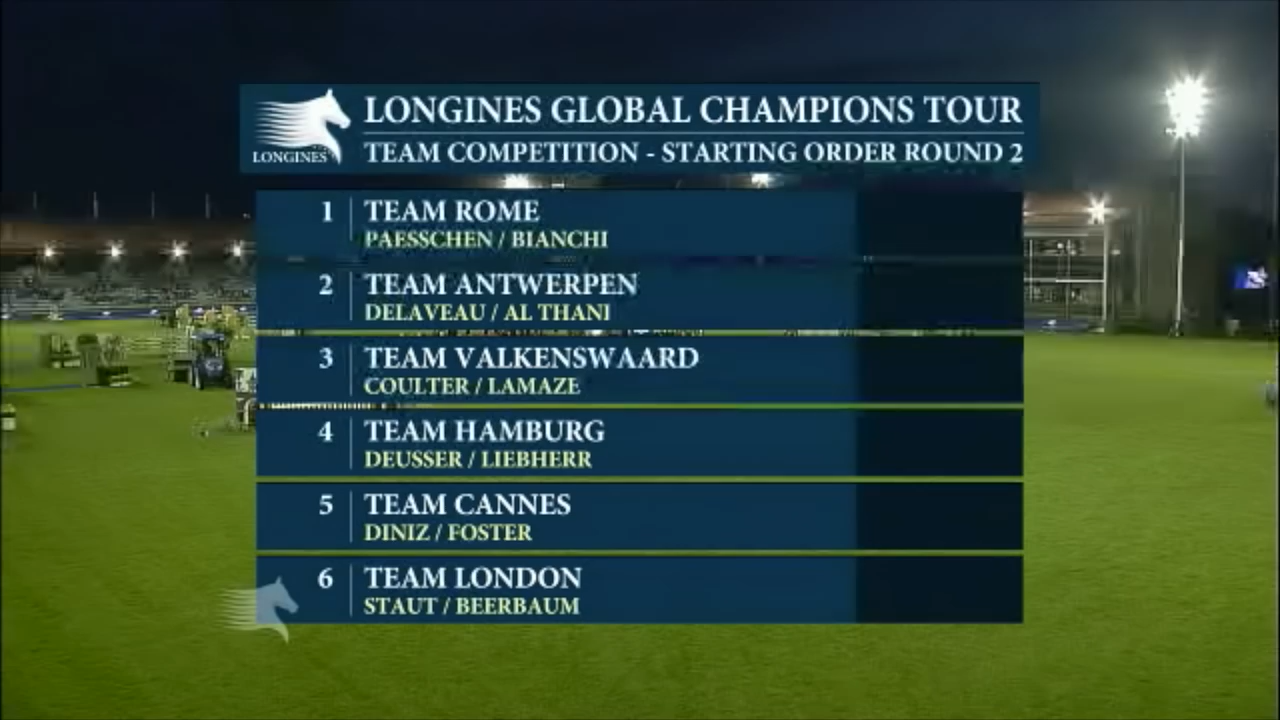 LONGINES GLOBAL CHAMPIONS TOUR
LONGINES
TEAM COMPETITION - STARTING ORDER ROUND 2
1 TEAM ROME
PAESSCHEN / BIANCHI
2 TEAM ANTWERPEN
DELAVEAU / AL THANI
3 TEAM VALKENSWAARD
COULTER / LAMAZE
4 TEAM HAMBURG
DEUSSER / LIEBHERR
5 TEAM CANNES
DINIZ / FOSTER
6 TEAM LONDON
STAUT / BEERBAUM